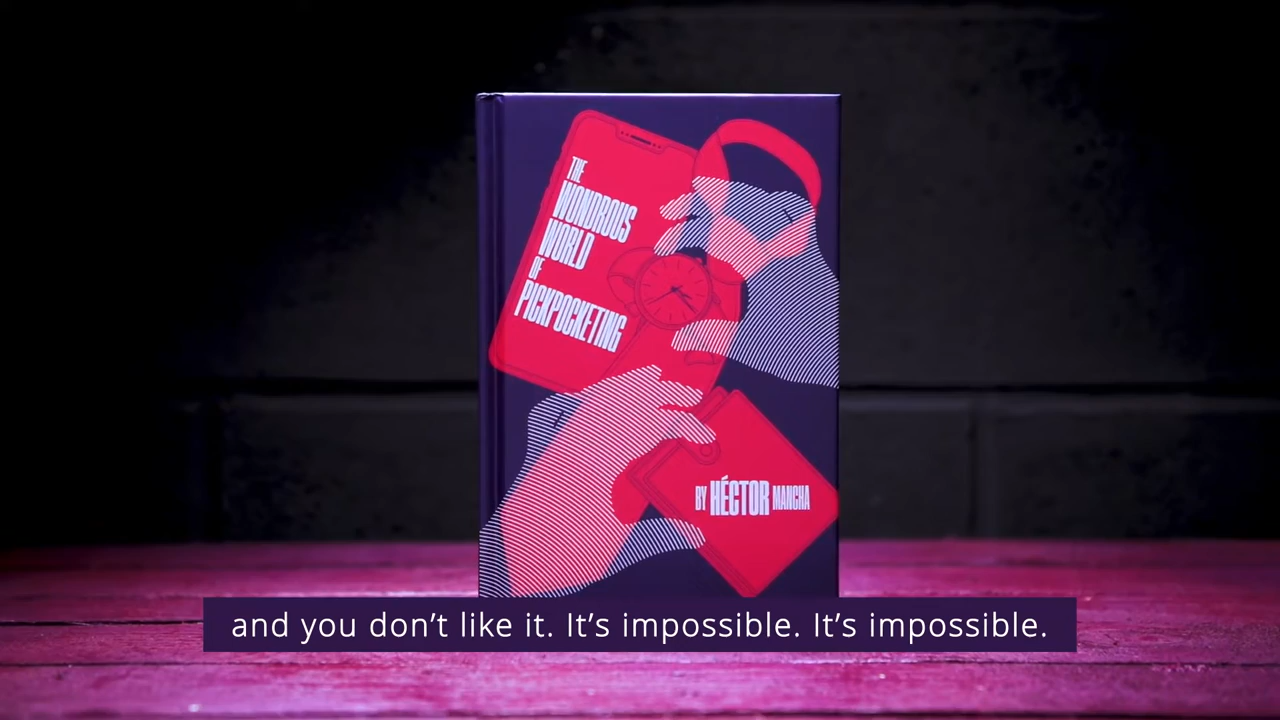 THE
WONDROUS
WORLD
OF
PICKPOCKETING
BY HÉCTOR MANCHA
and you don’t like it. It’s impossible. It’s impossible.